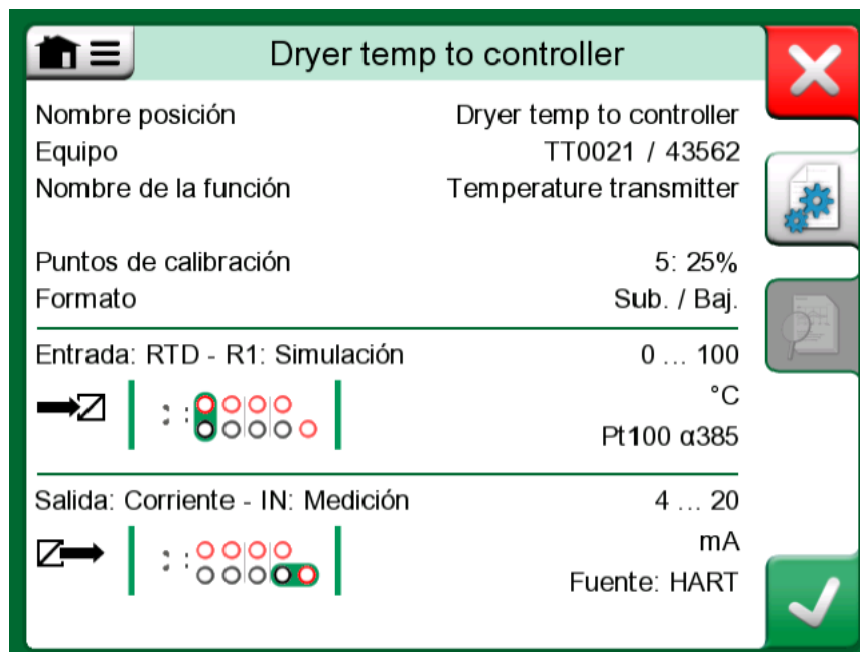 Dryer temp to controller
Nombre posición Dryer temp to controller
Equipo TT0021 / 43562
Nombre de la función Temperature transmitter
Puntos de calibración 5: 25%
Formato Sub. / Baj.
Entrada: RTD - R1: Simulación 0 ... 100
°C
Pt100 α385
Salida: Corriente - IN: Medición 4 ... 20
mA
Fuente: HART